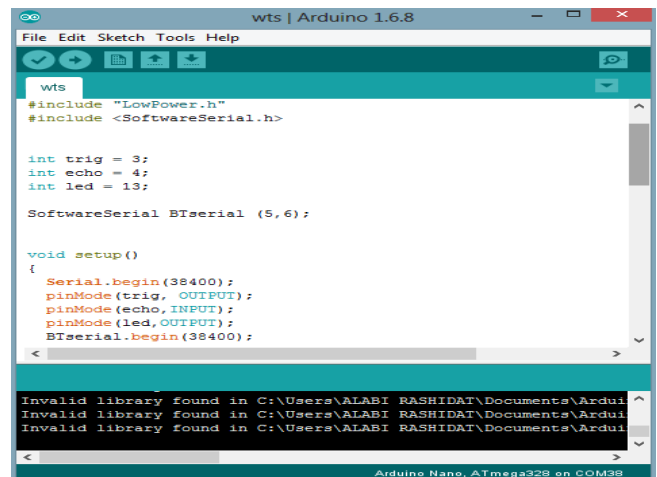 wts | Arduino 1.6.8
File Edit Sketch Tools Help
wts
#include "LowPower.h"
#include <SoftwareSerial.h>
int trig = 3;
int echo = 4;
int led = 13;
SoftwareSerial BTserial (5,6);
void setup()
{
Serial.begin(38400);
pinMode(trig, OUTPUT);
pinMode(echo,INPUT);
pinMode(led,OUTPUT);
BTserial.begin(38400);
Invalid library found in C:\Users\ALABI RASHIDAT\Documents\Ardui
Invalid library found in C:\Users\ALABI RASHIDAT\Documents\Ardui
Invalid library found in C:\Users\ALABI RASHIDAT\Documents\Ardui
Arduino Nano, ATmega328 on COM38